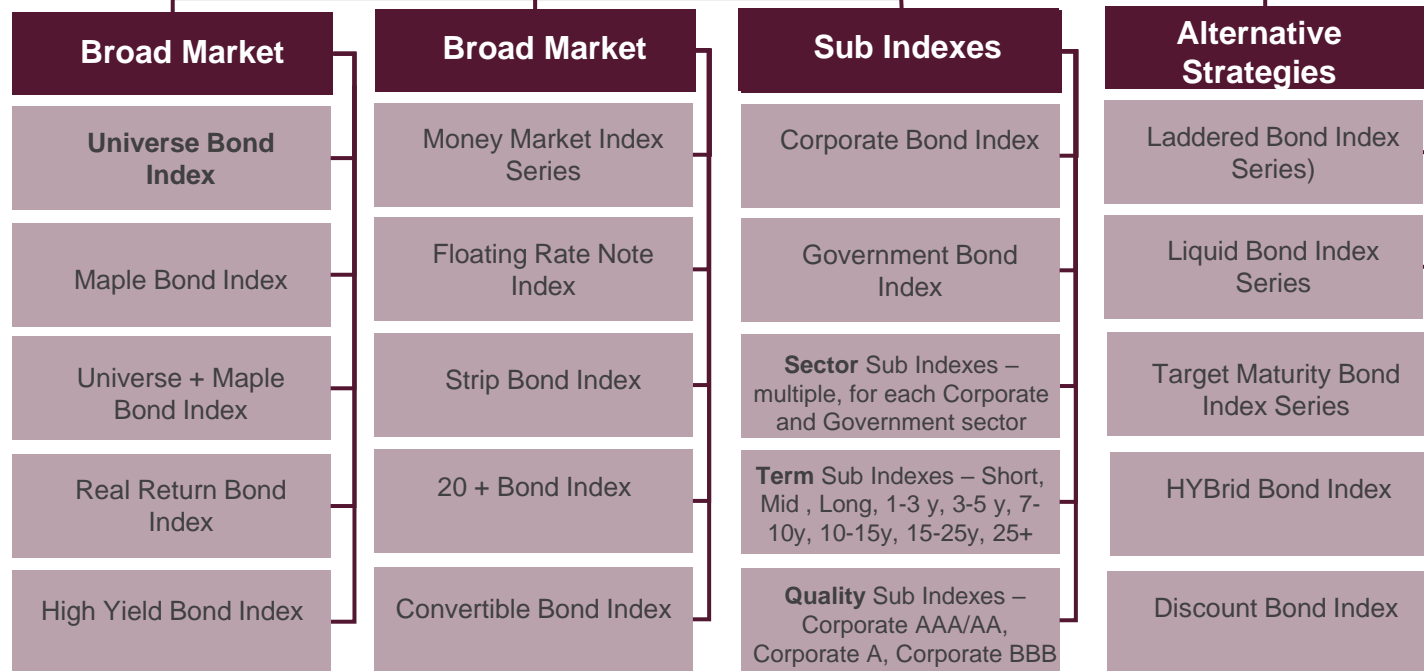 Broad Market
Universe Bond
Index
Maple Bond Index
Universe + Maple
Bond Index
Real Return Bond
Index
High Yield Bond Index
Broad Market
Money Market Index
Series
Floating Rate Note
Index
Strip Bond Index
20 + Bond Index
Convertible Bond Index
Sub Indexes
Corporate Bond Index
Government Bond
Index
Sector Sub Indexes –
multiple, for each Corporate
and Government sector
Term Sub Indexes – Short,
Mid , Long, 1-3 y, 3-5 y, 7-
10y, 10-15y, 15-25y, 25+
Quality Sub Indexes –
Corporate AAA/AA,
Corporate A, Corporate BBB
Alternative
Strategies
Laddered Bond Index
Series)
Liquid Bond Index
Series
Target Maturity Bond
Index Series
HYBrid Bond Index
Discount Bond Index